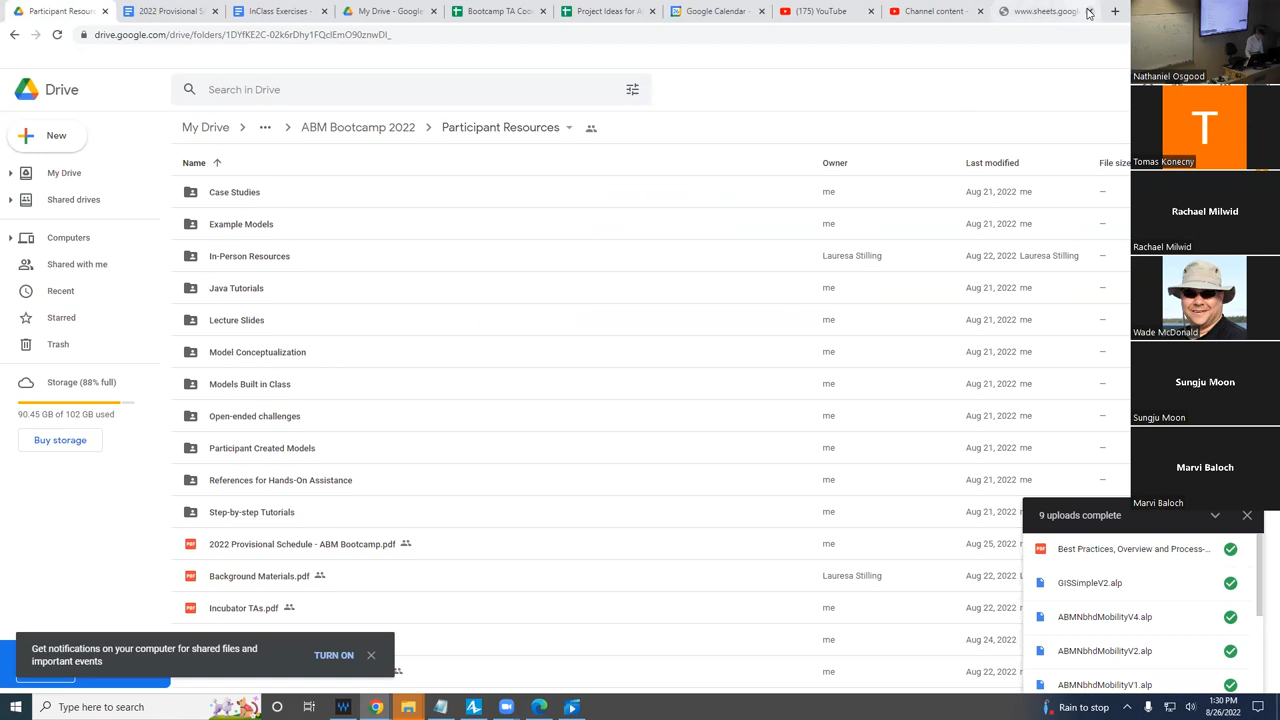 Participant Resour
2022 Provisional S
InClass Exercises -
My Drive - Google
Bootcamp TA Coo
Project Ideas for A
Google Calendar -
(175) YouTube
Channel content -
www.sheets.googl
drive.google.com/drive/folders/1DYfKE2C-02k6rDhy1FQclEmO90znwDl_
Drive
Search in Drive
Nathaniel Osgood
New
My Drive
ABM Bootcamp 2022
Participant Resources
T
Tomas Konecny
Name
Owner
Last modified
File size
My Drive
Shared drives
Computers
Shared with me
Recent
Starred
Trash
Storage (88% full)
90.45 GB of 102 GB used
Buy storage
Case Studies
me
Aug 21, 2022 me
—
Example Models
me
Aug 21, 2022 me
—
In-Person Resources
Lauresa Stilling
Aug 22, 2022 Lauresa Stilling
—
Java Tutorials
me
Aug 21, 2022 me
—
Lecture Slides
me
Aug 21, 2022 me
—
Model Conceptualization
me
Aug 21, 2022 me
—
Models Built in Class
me
Aug 21, 2022 me
—
Open-ended challenges
me
Aug 21, 2022 me
—
Participant Created Models
me
Aug 21, 2022 me
—
References for Hands-On Assistance
me
Aug 21, 2022 me
—
Step-by-step Tutorials
me
Aug 21, 2022 me
2022 Provisional Schedule - ABM Bootcamp.pdf
me
Aug 25, 2022
Background Materials.pdf
Lauresa Stilling
Aug 22, 2022
Incubator TAs.pdf
me
Aug 22, 2022
me
Aug 24, 2022
me
Aug 22, 2022
Rachael Milwid
Rachael Milwid
Wade McDonald
Sungju Moon
Sungju Moon
Marvi Baloch
Marvi Baloch
9 uploads complete
Best Practices, Overview and Process-...
GISSimpleV2.alp
ABMNbhdMobilityV4.alp
ABMNbhdMobilityV2.alp
ABMNbhdMobilityV1.alp
Get notifications on your computer for shared files and
important events
TURN ON
Type here to search
Rain to stop
1:30 PM
8/26/2022